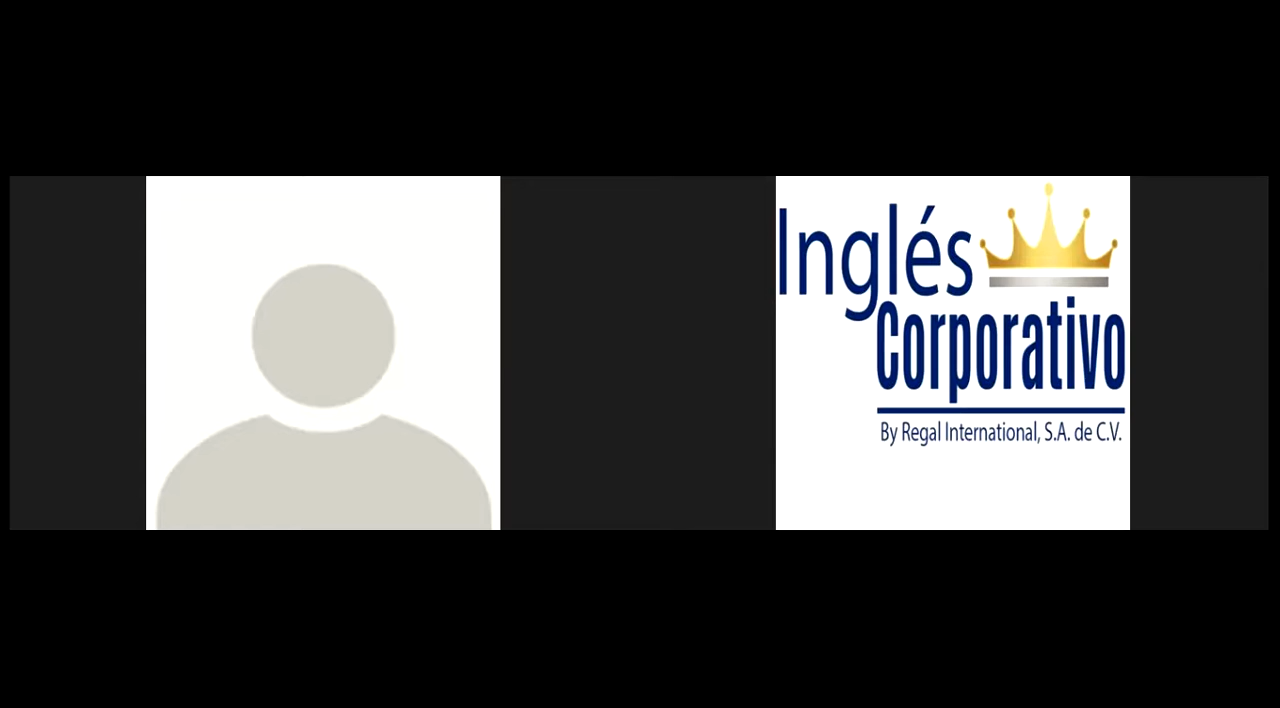 Inglés
Corporativo
By Regal International, S.A. de C.V.